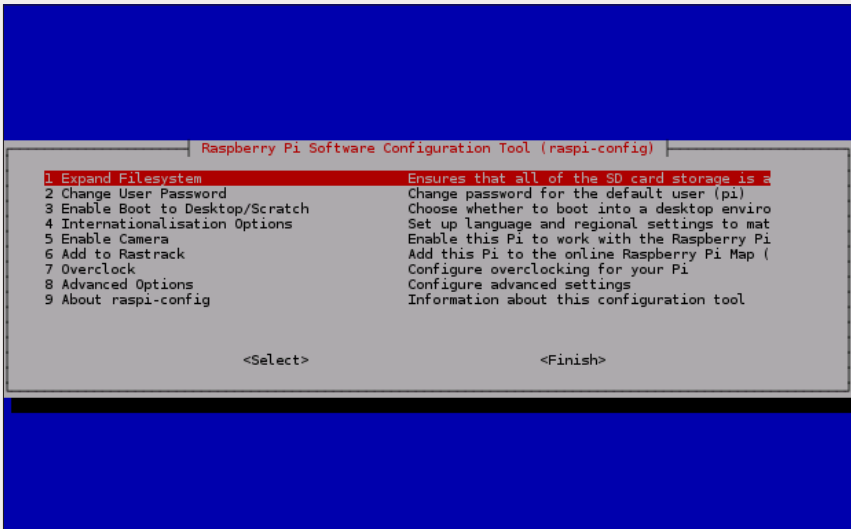 Raspberry Pi Software Configuration Tool (raspi-config)
1 Expand Filesystem Ensures that all of the SD card storage is a
2 Change User Password Change password for the default user (pi)
3 Enable Boot to Desktop/Scratch Choose whether to boot into a desktop enviro
4 Internationalisation Options Set up language and regional settings to mat
5 Enable Camera Enable this Pi to work with the Raspberry Pi
6 Add to Rastrack Add this Pi to the online Raspberry Pi Map (
7 Overclock Configure overclocking for your Pi
8 Advanced Options Configure advanced settings
9 About raspi-config Information about this configuration tool
<Select> <Finish>